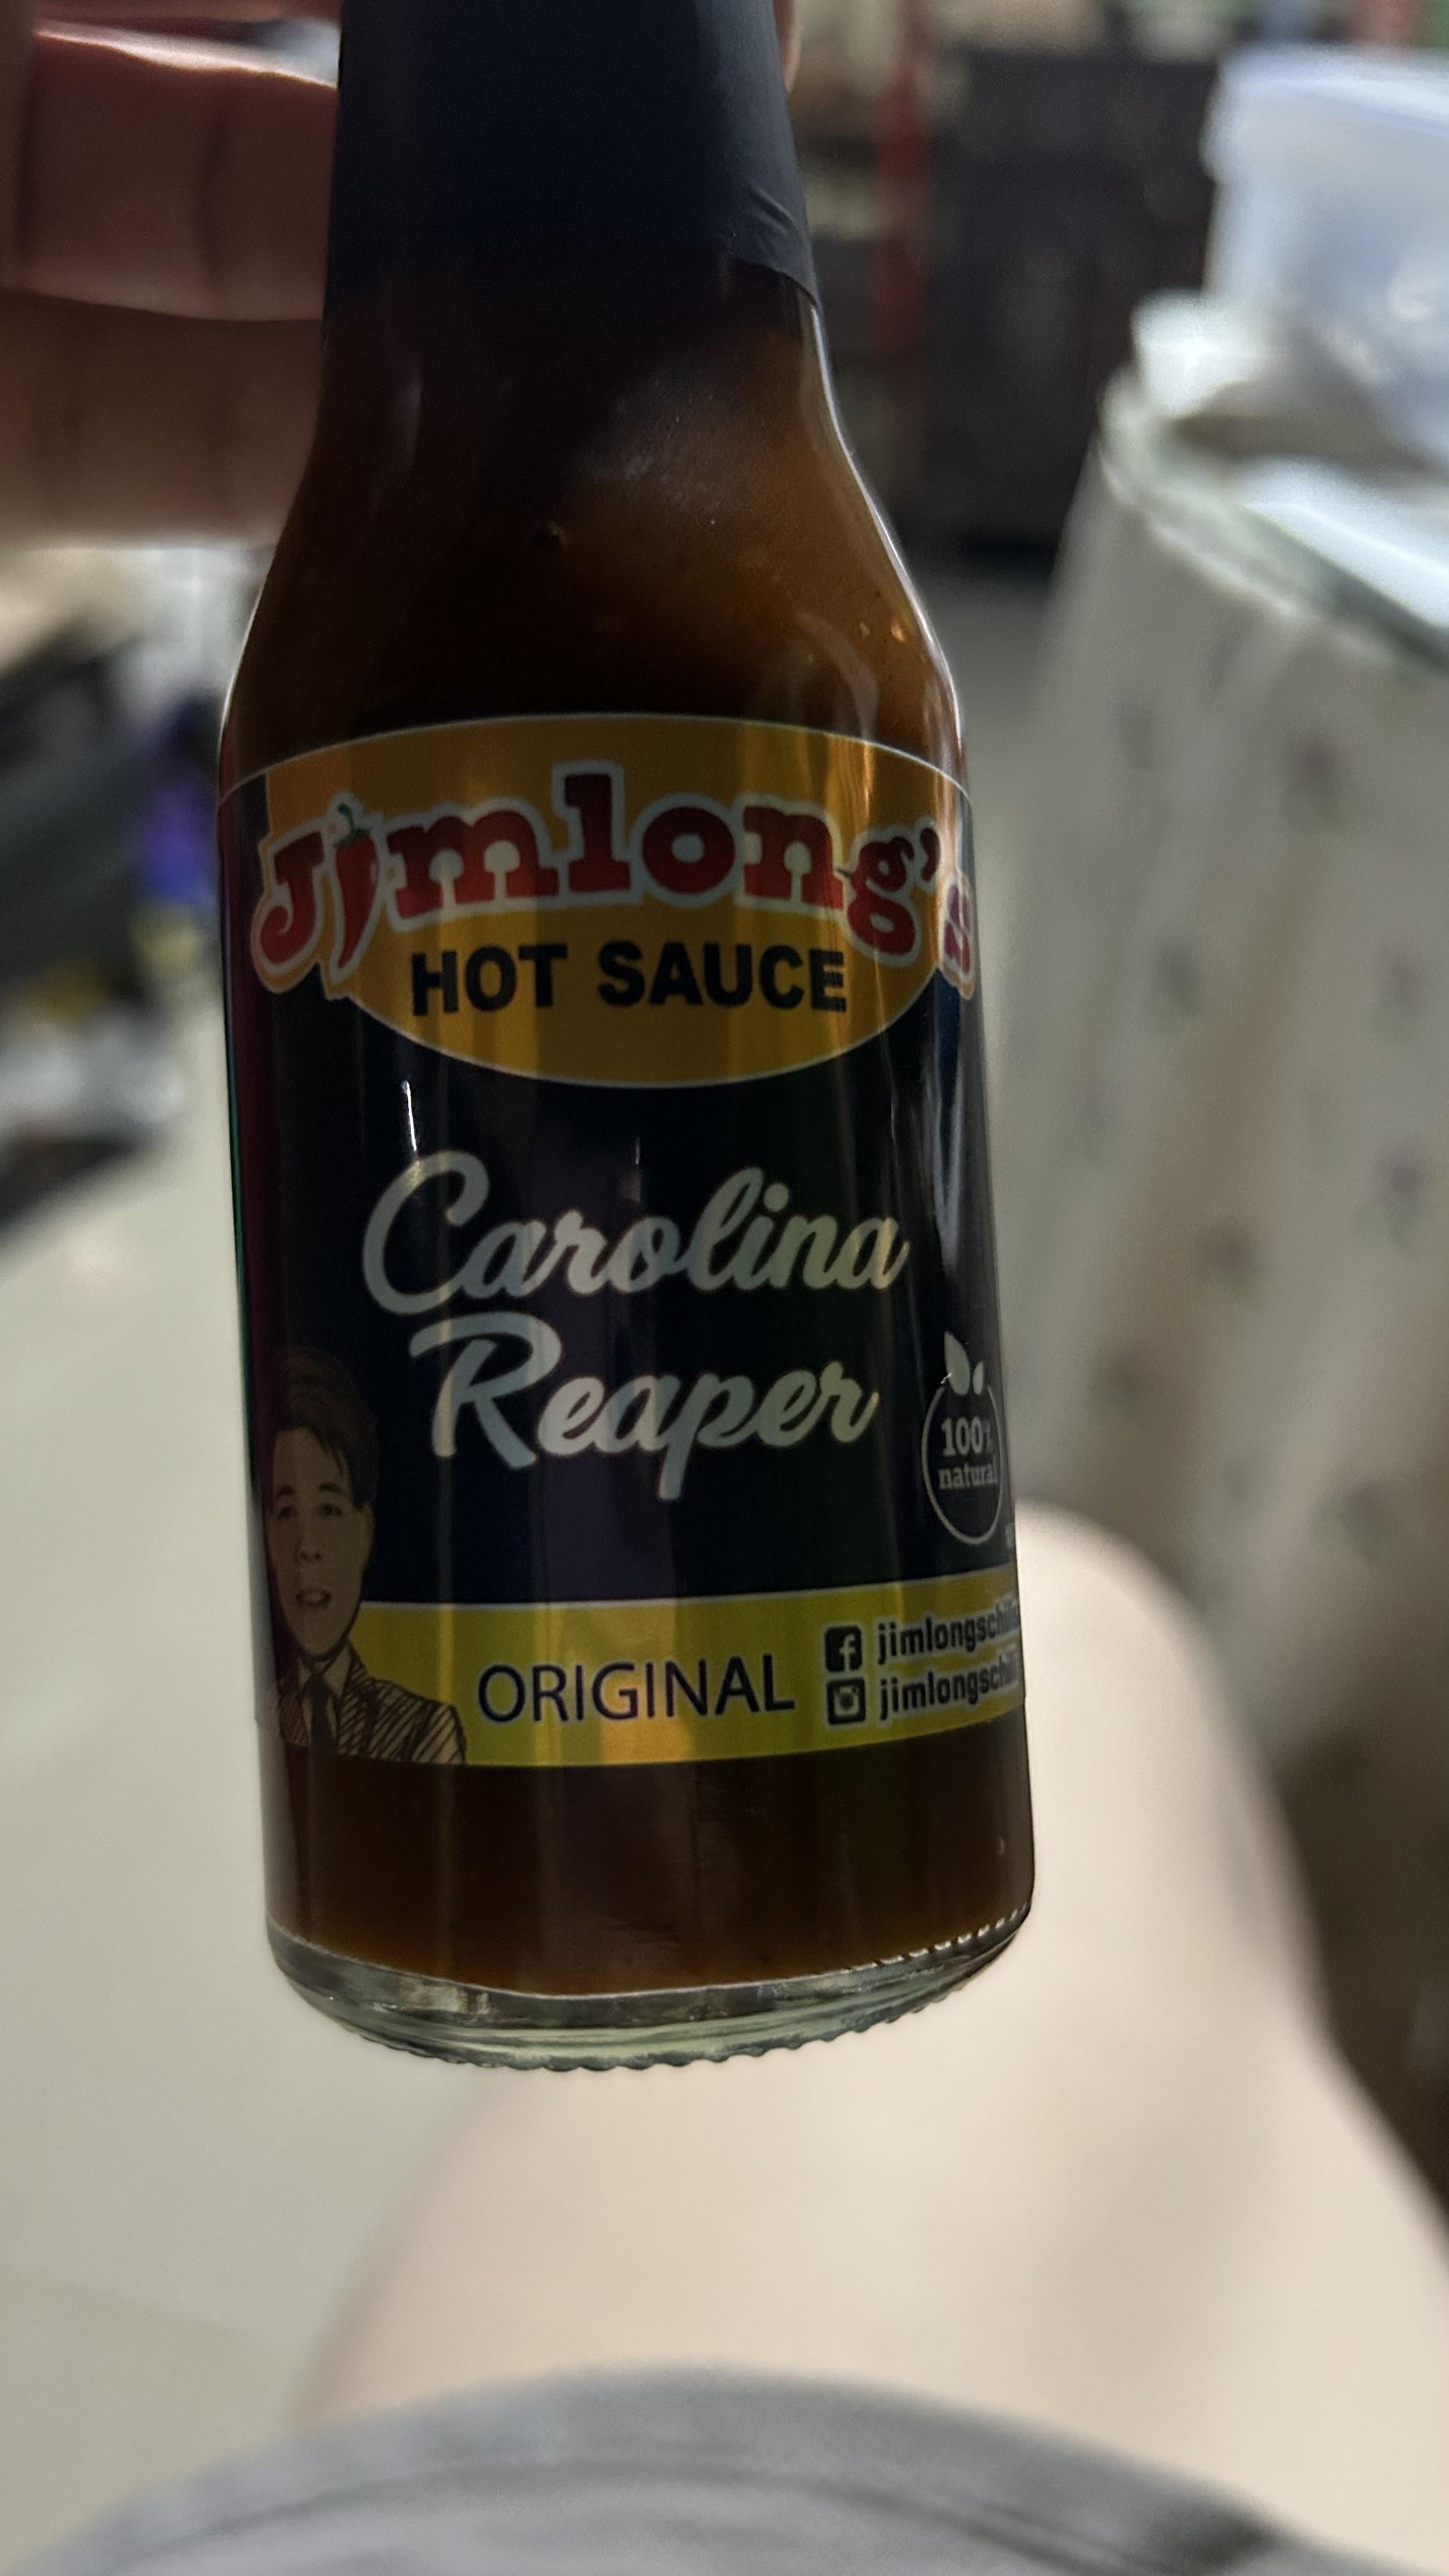 Jimlong's
HOT SAUCE
Carolina
Reaper
100%
natural
ORIGINAL